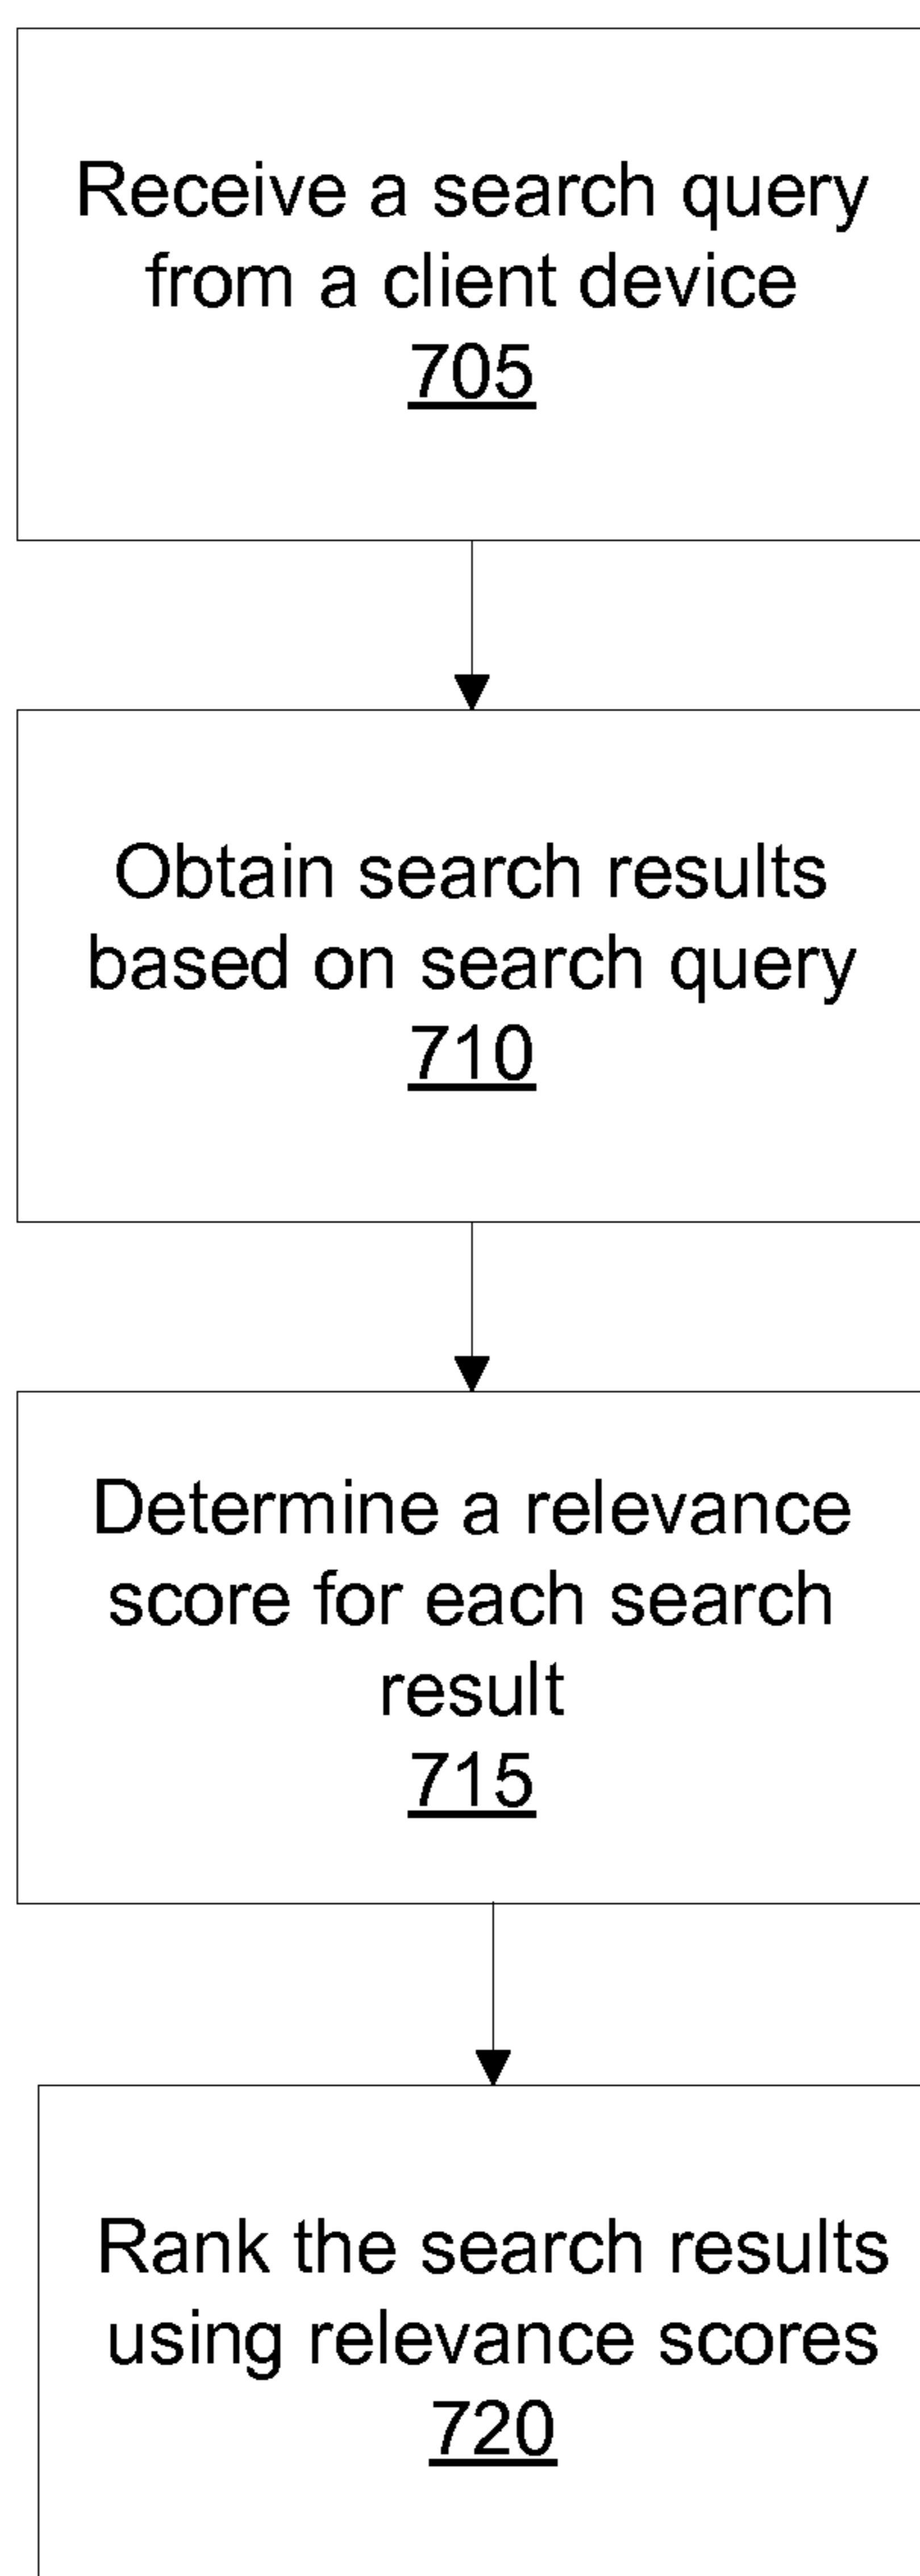 Receive a search query
from a client device
705
Obtain search results
based on search query
710
Determine a relevance
score for each search
result
715
Rank the search results
using relevance scores
720